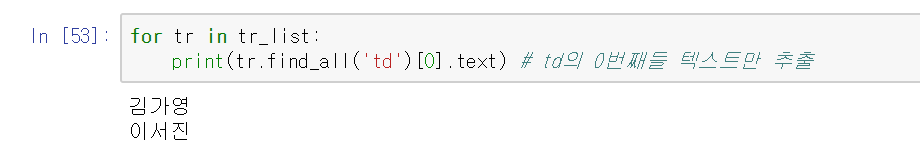 In [53]: for tr in tr_list:
print(tr.find_all('td')[0].text) # td의 0번째들 텍스트만 추출
김가영
이서진